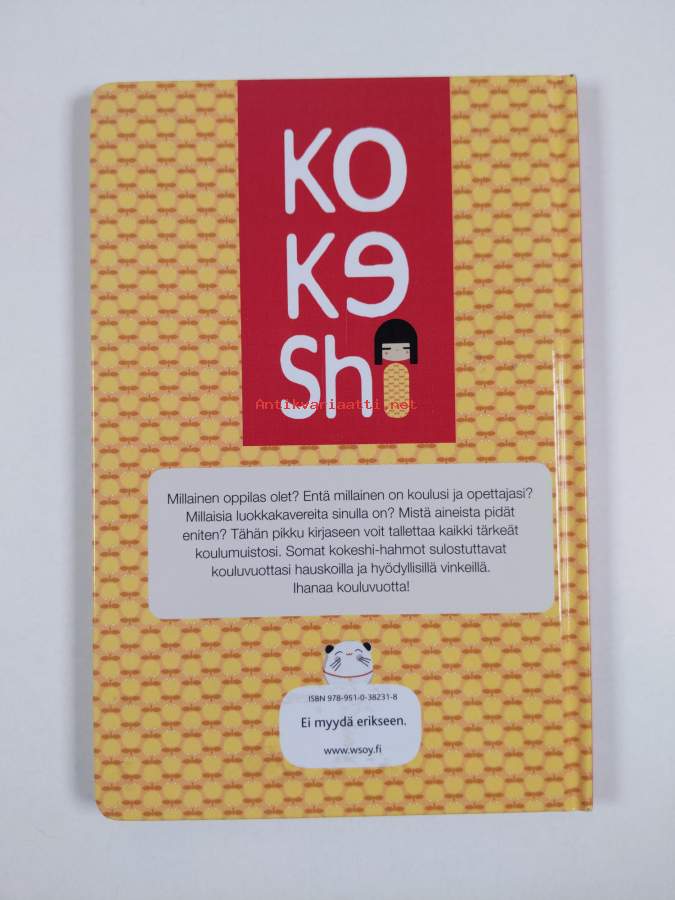 KO
Ke
Shi
Antikvariaatti.net
Millainen oppilas olet? Entä millainen on koulusi ja opettajasi?
Millaisia luokkakavereita sinulla on? Mistä aineista pidät
eniten? Tähän pikku kirjaseen voit tallettaa kaikki tärkeät
koulumuistosi. Somat kokeshi-hahmot sulostuttavat
kouluvuottasi hauskoilla ja hyödyllisillä vinkeillä.
Ihanaa kouluvuotta!
ISBN 978-951-0-38231-8
Ei myydä erikseen.
www.wsoy.fi